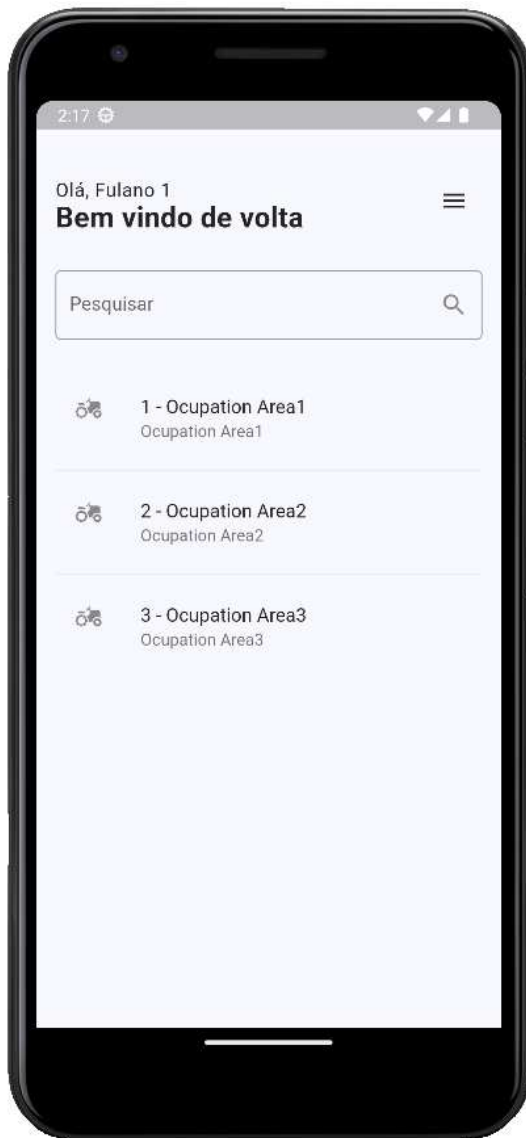 2:17
Olá, Fulano 1
Bem vindo de volta
Pesquisar
1 - Ocupation Area1
Ocupation Area1
2 - Ocupation Area2
Ocupation Area2
3 - Ocupation Area3
Ocupation Area3